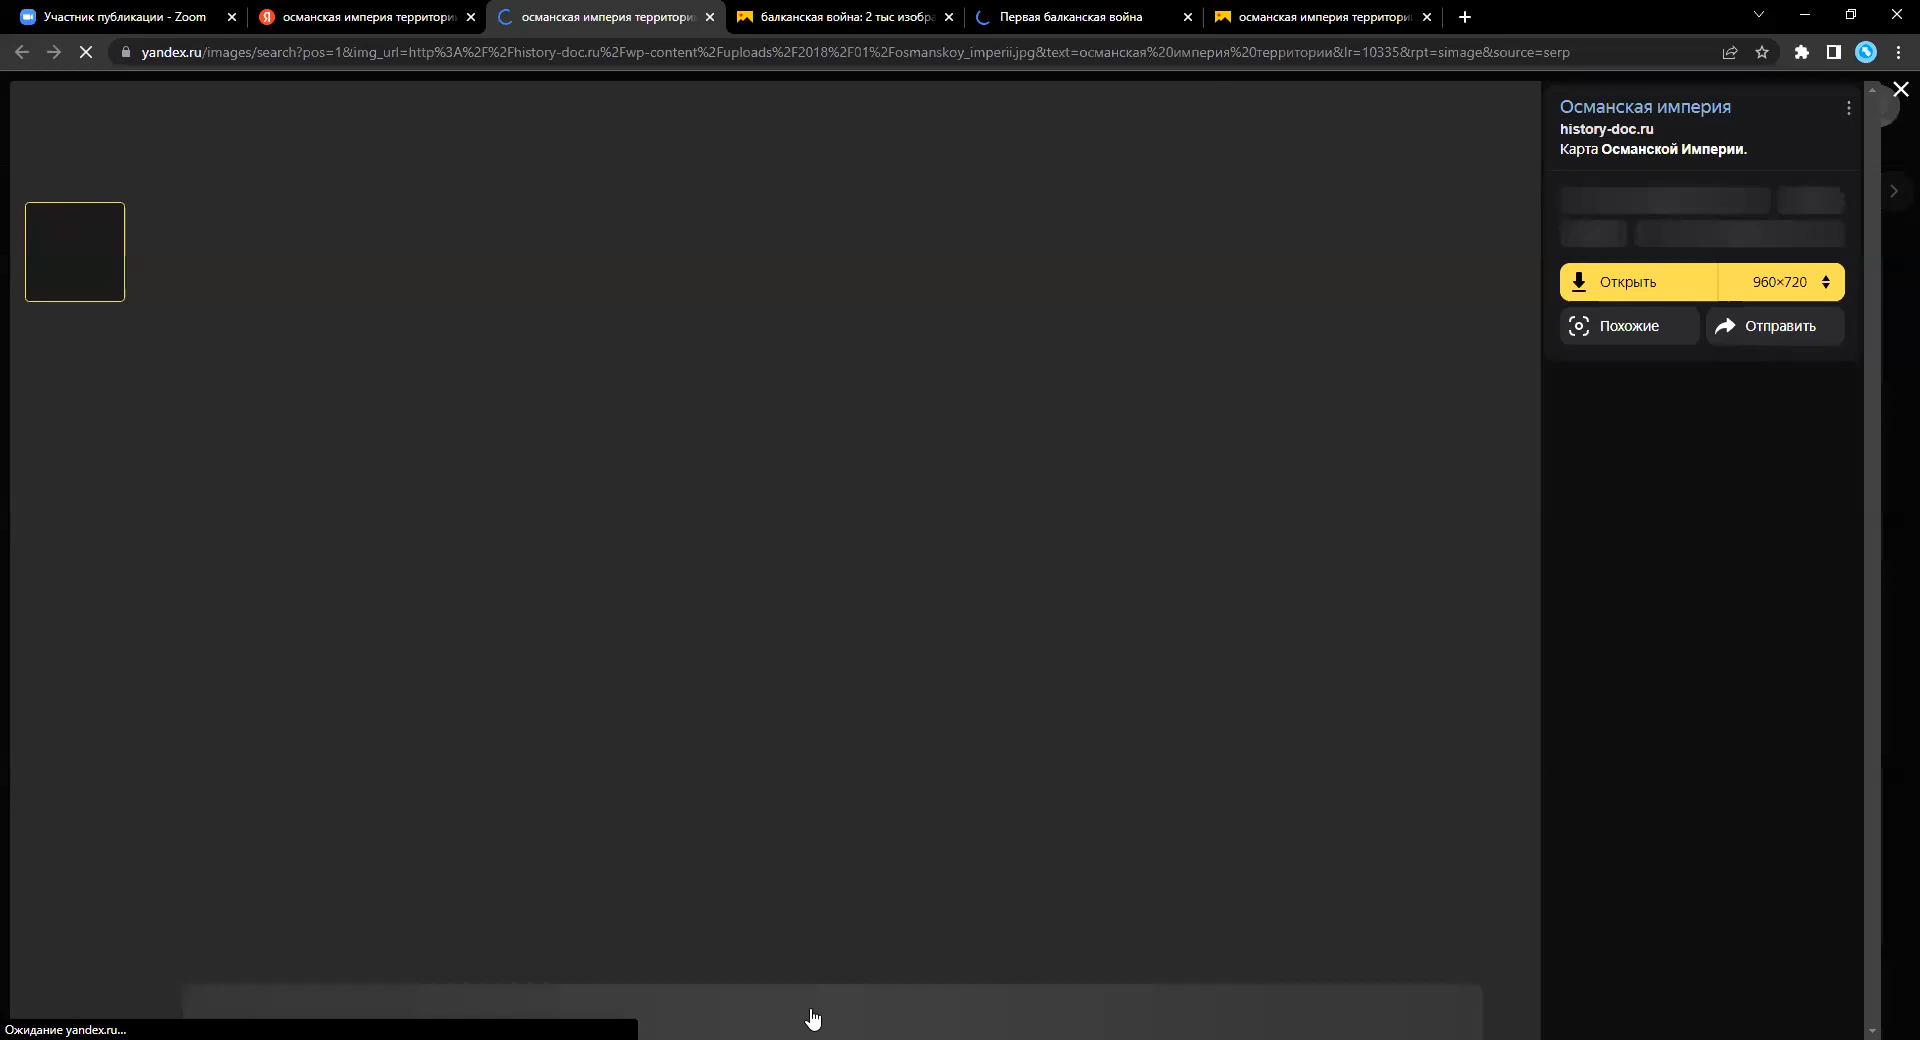 Участник публикации - Zoom
османская империя территори
османская империя территори
балканская война: 2 тыс изобра
Первая балканская война
османская империя территори
yandex.ru/images/search?pos=1&img_url=http%3A%2F%2Fhistory-doc.ru%2Fwp-content%2Fuploads%2F2018%2F01%2Fosmanskoy_imperii.jpg&text=османская%20империя%20территории&lr=10335&rpt=simage&source=serp
Османская империя
history-doc.ru
Карта Османской Империи.
Открыть
960×720
Похожие
Отправить
Ожидание yandex.ru...